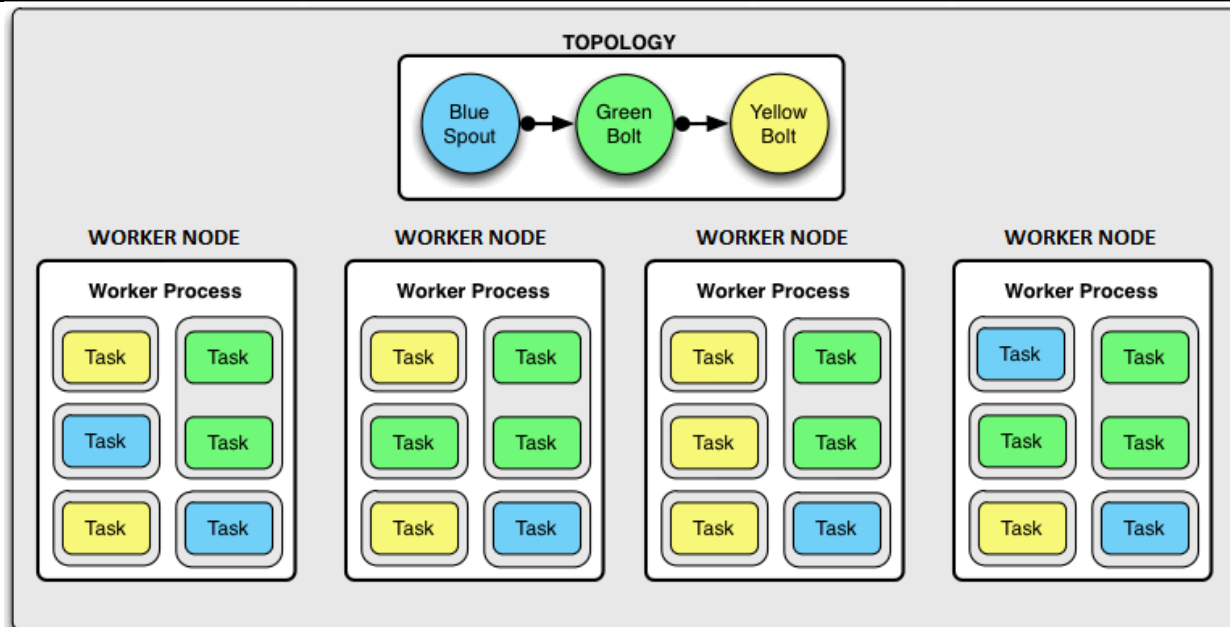 TOPOLOGY
Blue
Spout
Green
Bolt
Yellow
Bolt
WORKER NODE
Worker Process
Task
Task
Task
Task
Task
Task
WORKER NODE
Worker Process
Task
Task
Task
Task
Task
Task
WORKER NODE
Worker Process
Task
Task
Task
Task
Task
Task
WORKER NODE
Worker Process
Task
Task
Task
Task
Task
Task